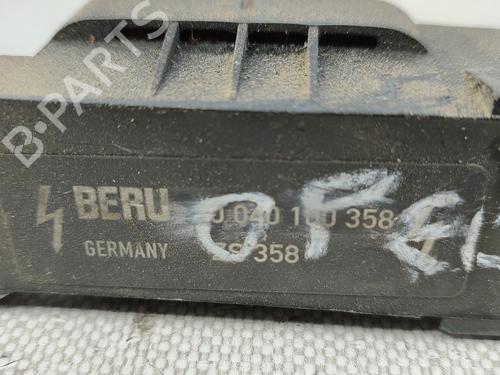 B-PARTS
BERU 0 040 100 358
GERMANY ZS 358
OPEL